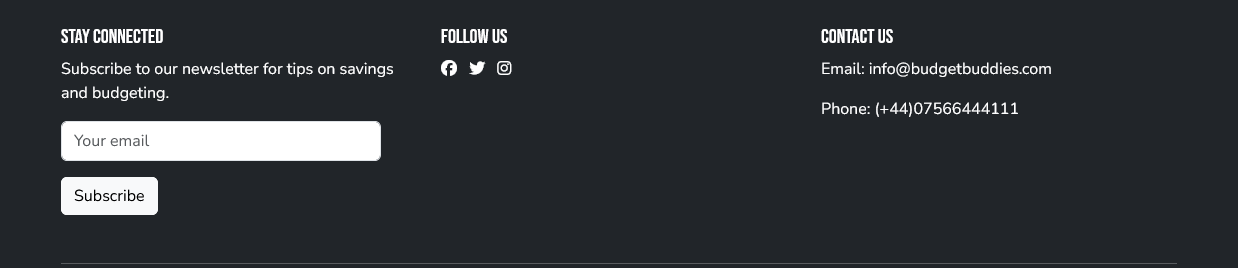 STAY CONNECTED
Subscribe to our newsletter for tips on savings
and budgeting.
Your email
Subscribe
FOLLOW US
CONTACT US
Email: info@budgetbuddies.com
Phone: (+44)07566444111